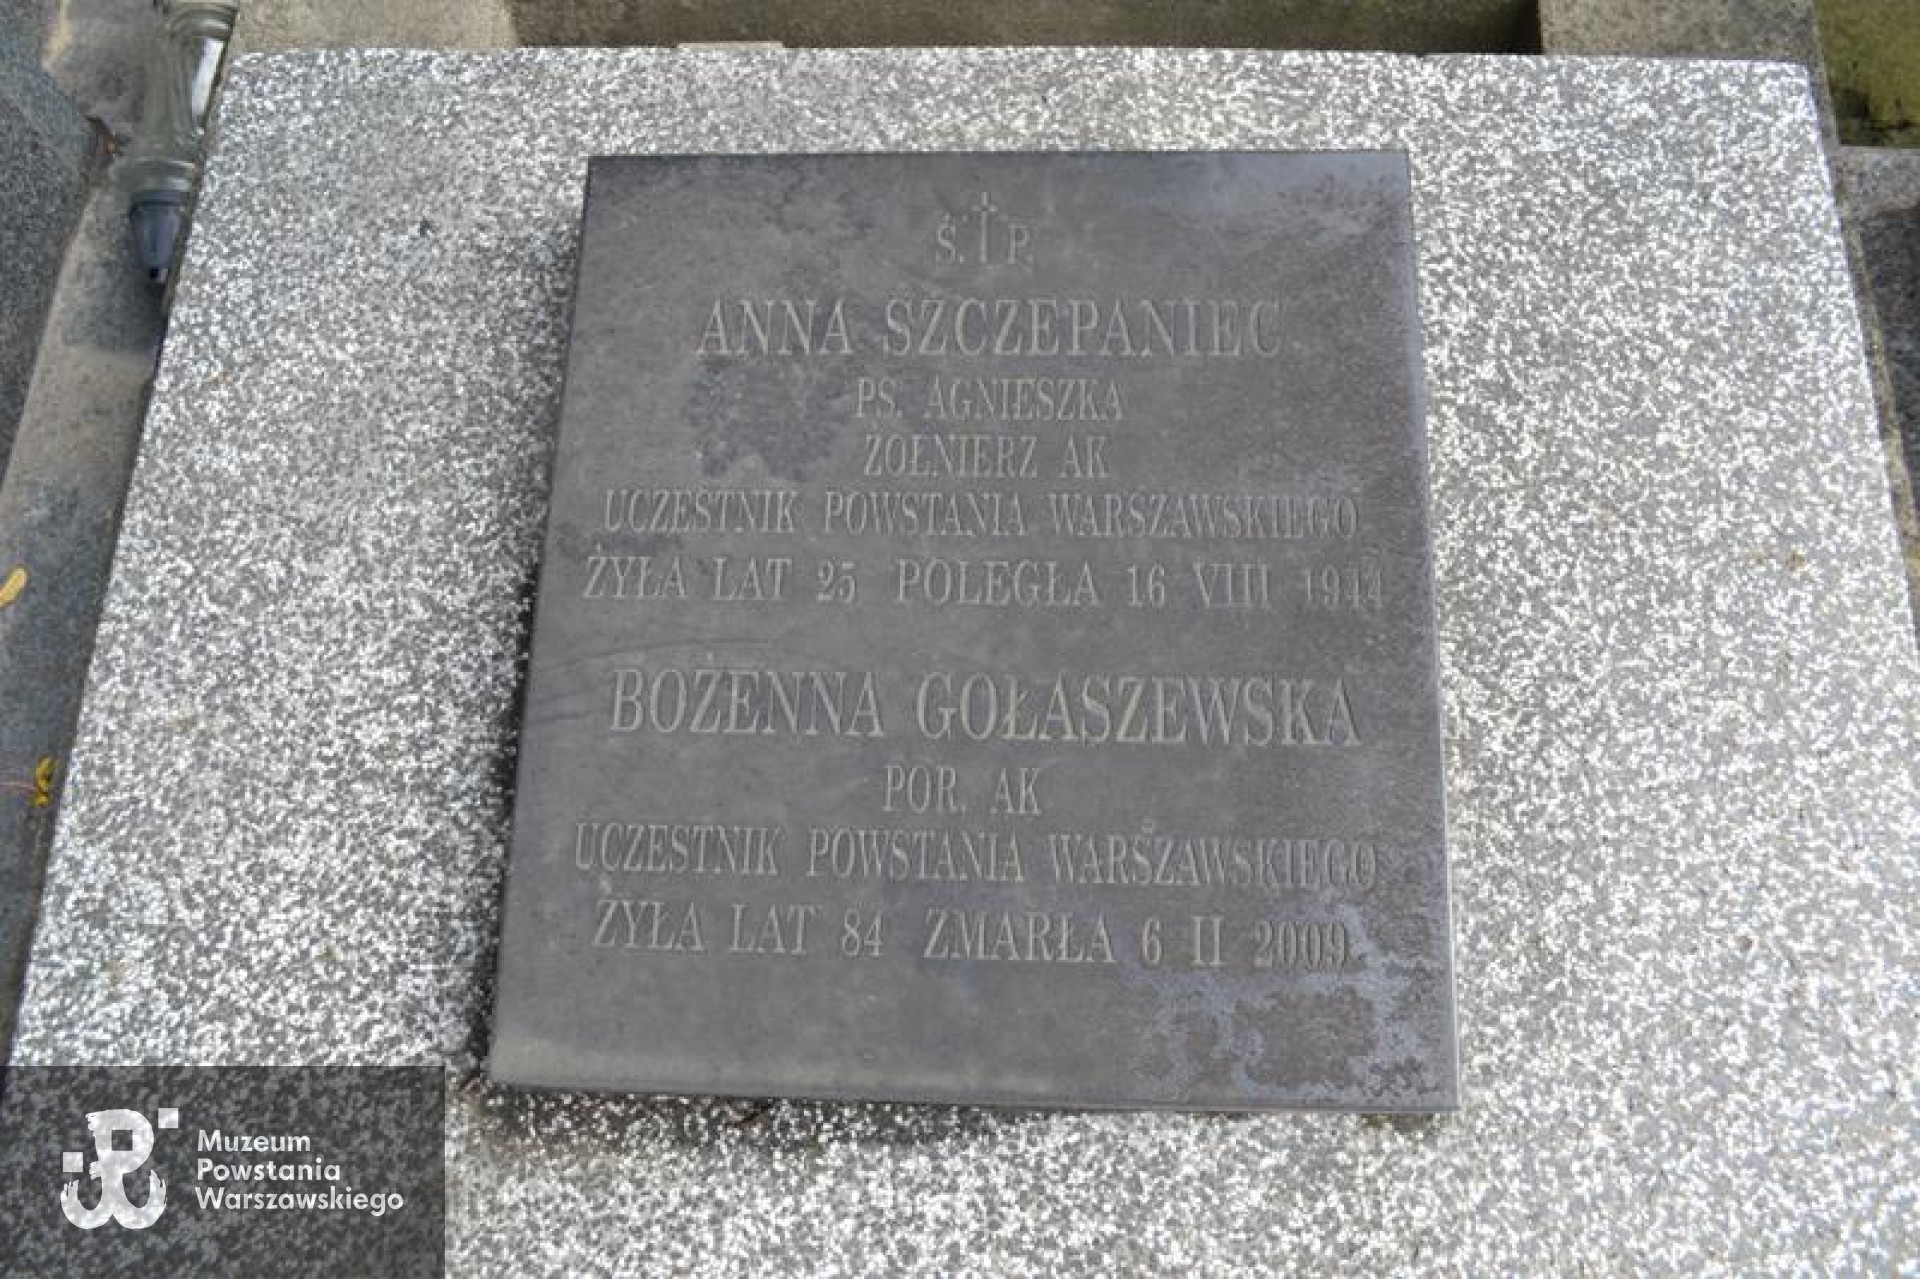 Ś. † P.
ANNA SZCZEPANIEC
PS. AGNIESZKA
ŻOŁNIERZ AK
UCZESTNIK POWSTANIA WARSZAWSKIEGO
ŻYŁA LAT 25 POLEGŁA 16 VIII 1944
BOŻENNA GOŁASZEWSKA
POR. AK
UCZESTNIK POWSTANIA WARSZAWSKIEGO
ŻYŁA LAT 84 ZMARŁA 6 II 2009
Muzeum
Powstania
Warszawskiego